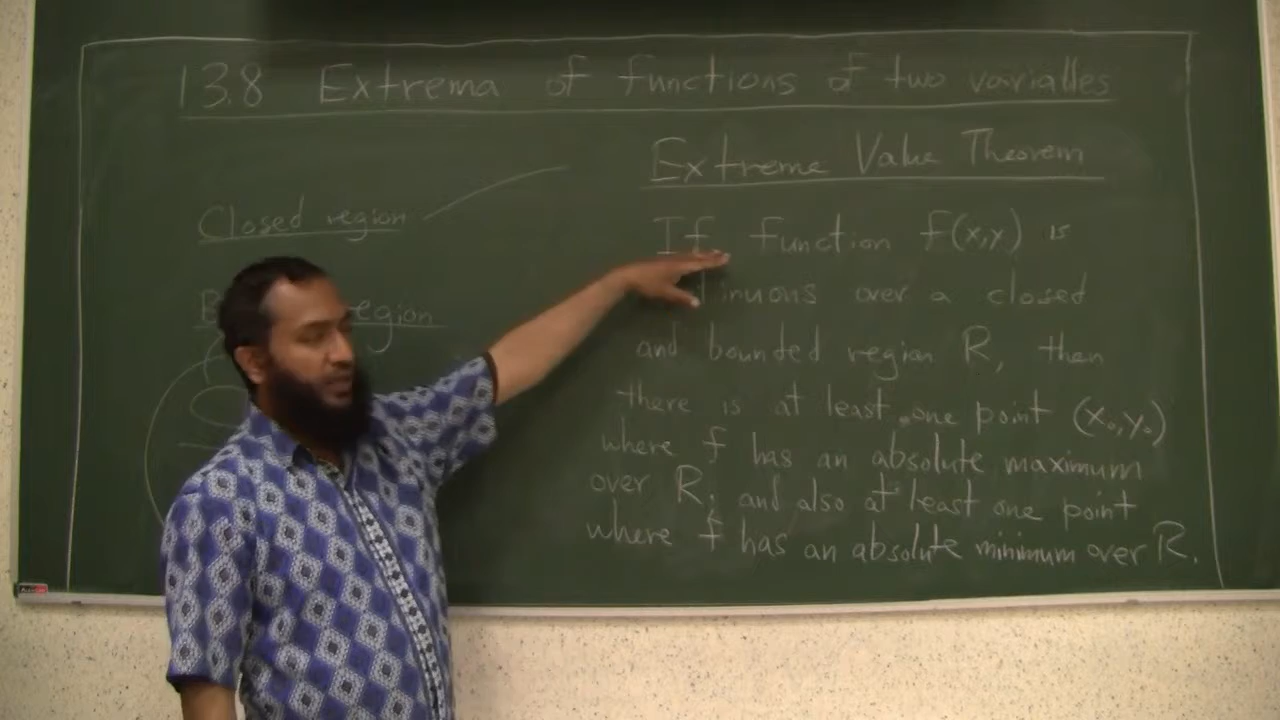 13.8 Extrema of functions of two variables
Extreme Value Theorem
Closed region
If function f(x,y) is
tinuous over a closed
region
and bounded region R, then
there is at least one point (x₀,y₀)
where f has an absolute maximum
over R; and also at least one point
where f has an absolute minimum over R.